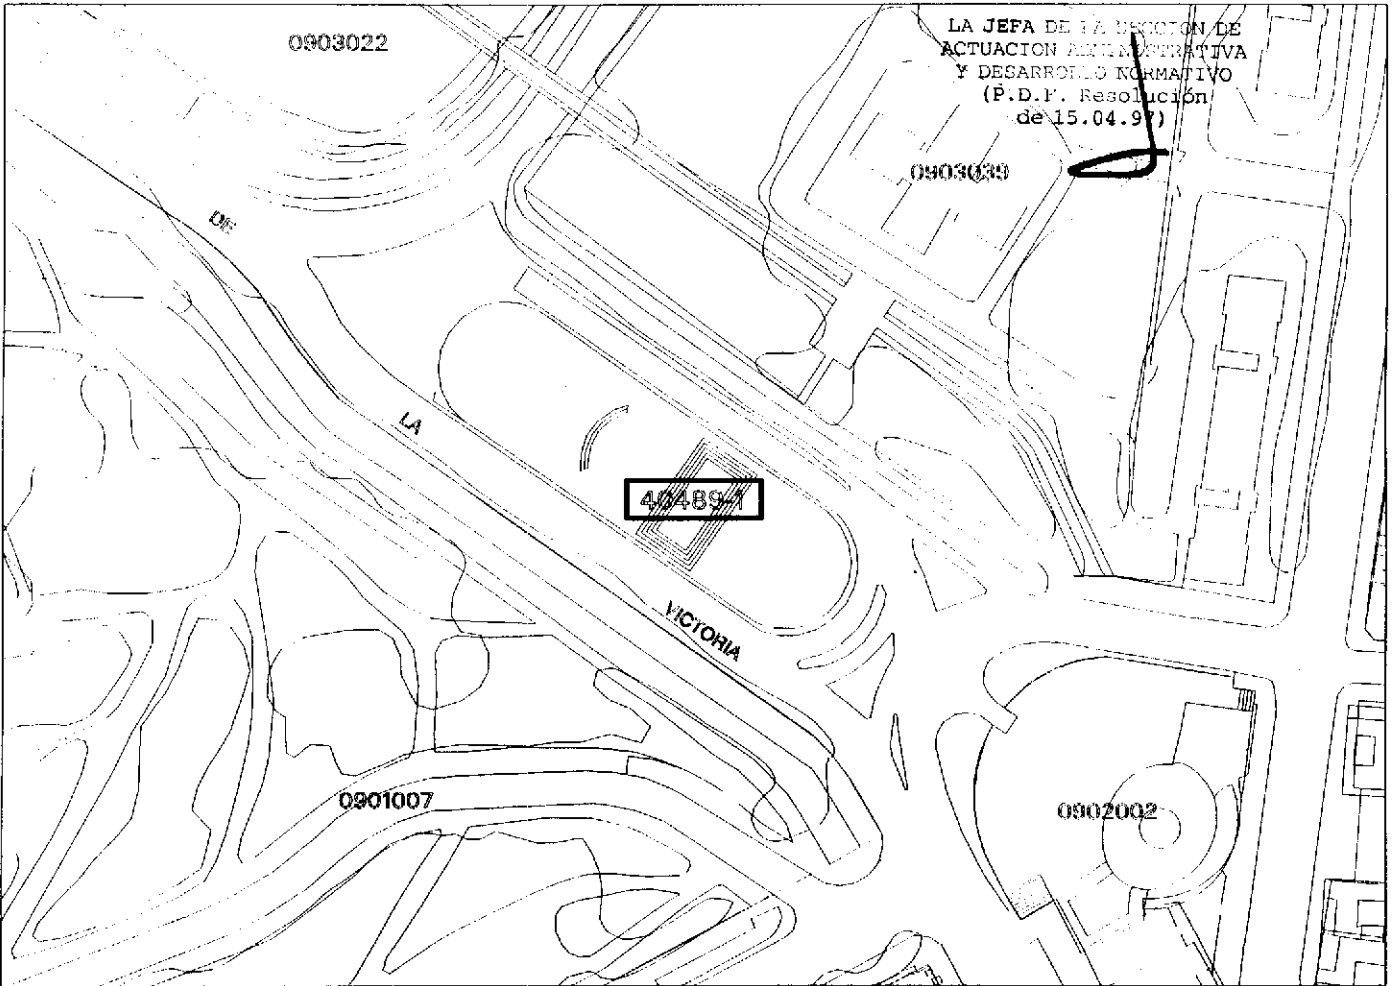 0903022
LA JEFA DE LA SECCION DE
ACTUACION ADMINISTRATIVA
Y DESARROLLO NORMATIVO
(P.D.F. Resolución
de 15.04.97)
0903039
DE
LA
40489-1
VICTORIA
0901007
0902002